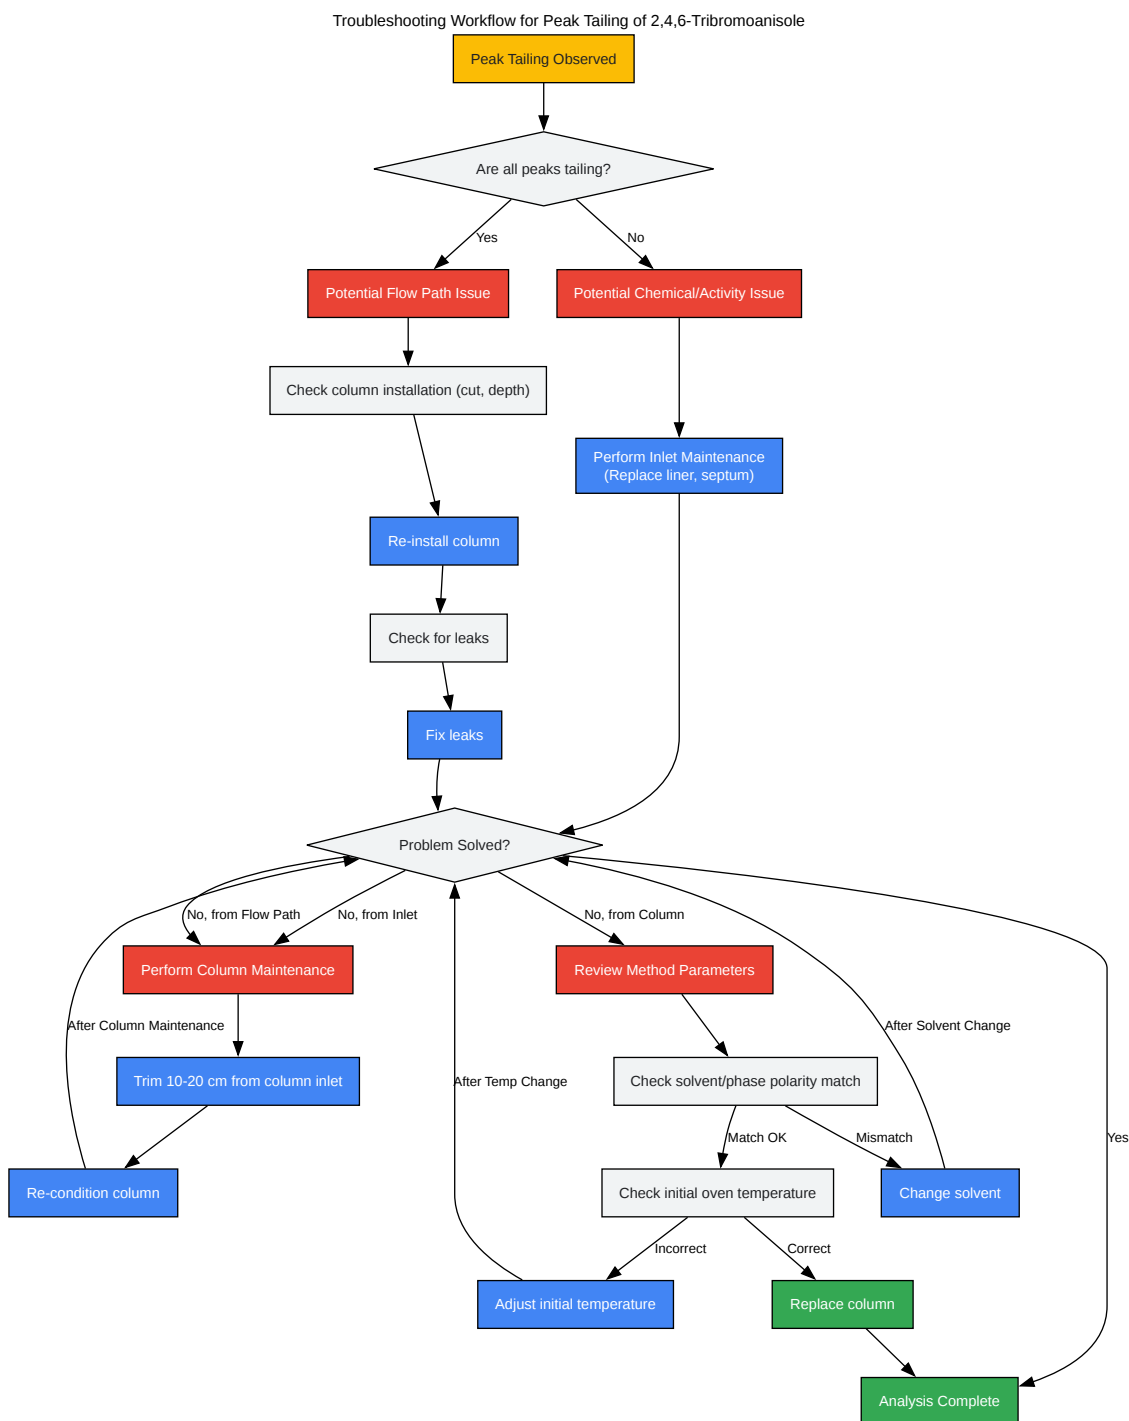 Troubleshooting Workflow for Peak Tailing of 2,4,6-Tribromoanisole
Peak Tailing Observed
Are all peaks tailing?
Yes
No
Potential Flow Path Issue
Potential Chemical/Activity Issue
Check column installation (cut, depth)
Perform Inlet Maintenance
(Replace liner, septum)
Re-install column
Check for leaks
Fix leaks
Problem Solved?
No, from Flow Path
No, from Inlet
No, from Column
Perform Column Maintenance
Review Method Parameters
After Column Maintenance
After Solvent Change
Trim 10-20 cm from column inlet
After Temp Change
Check solvent/phase polarity match
Match OK
Mismatch
Yes
Re-condition column
Check initial oven temperature
Change solvent
Incorrect
Correct
Adjust initial temperature
Replace column
Analysis Complete